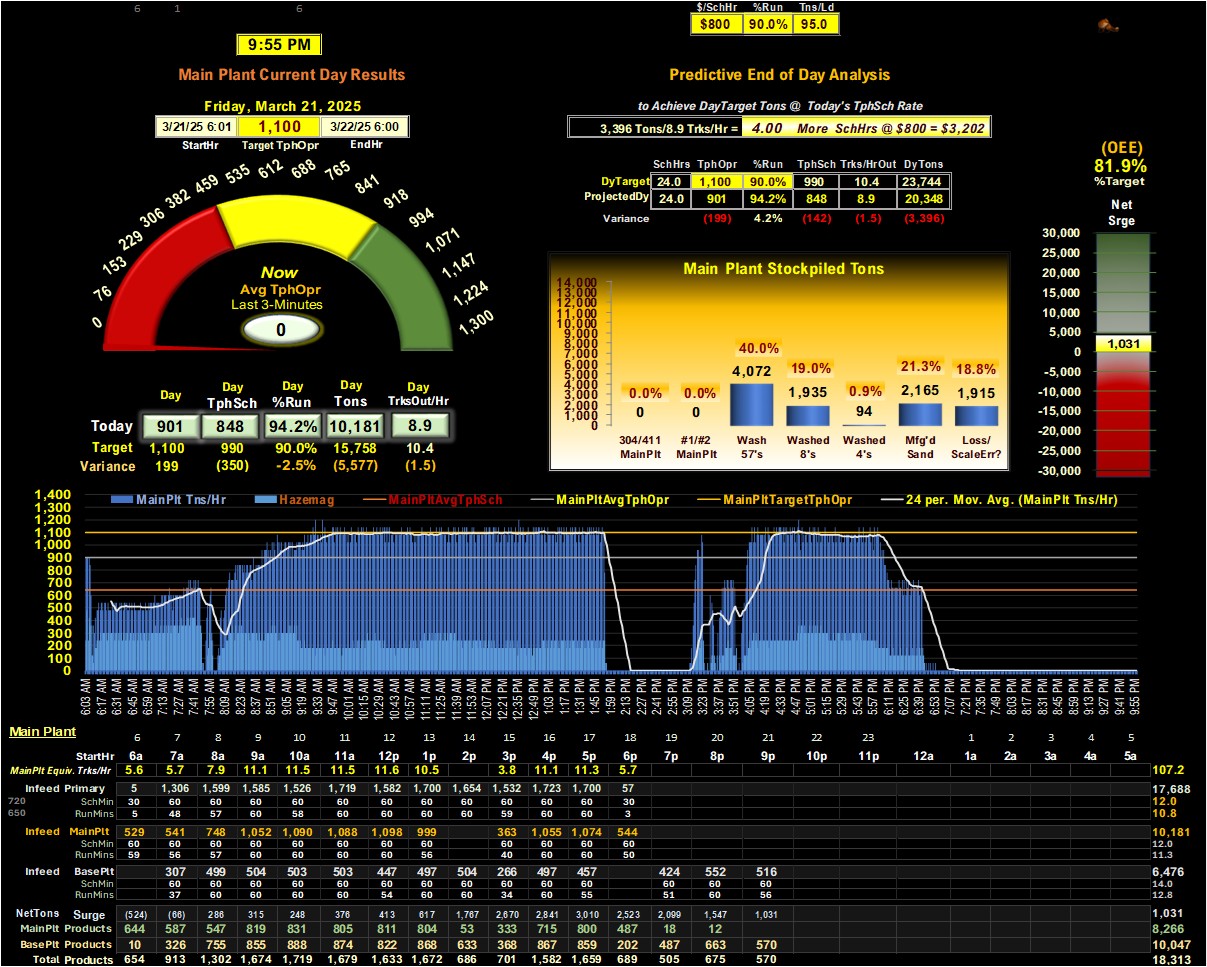 6 1 6
$/SchHr %Run Tns/Ld
$800 90.0% 95.0
9:55 PM
Main Plant Current Day Results
Friday, March 21, 2025
3/21/25 6:01 1,100 3/22/25 6:00
StartHr Target TphOpr EndHr
0 76 153 229 306 382 459 535 612 688 765 841 918 994 1,071 1,147 1,224 1,300
Now
Avg TphOpr
Last 3-Minutes
0
Day Day TphSch Day %Run Day Tons Day TrksOut/Hr
Today 901 848 94.2% 10,181 8.9
Target 1,100 990 90.0% 15,758 10.4
Variance 199 (350) -2.5% (5,577) (1.5)
Predictive End of Day Analysis
to Achieve DayTarget Tons @ Today's TphSch Rate
3,396 Tons/8.9 Trks/Hr = 4.00 More SchHrs @ $800 = $3,202
SchHrs TphOpr %Run TphSch Trks/HrOut DyTons
DyTarget 24.0 1,100 90.0% 990 10.4 23,744
ProjectedDy 24.0 901 94.2% 848 8.9 20,348
Variance (199) 4.2% (142) (1.5) (3,396)
Main Plant Stockpiled Tons
14,000
13,000
12,000
11,000
10,000
9,000
8,000
7,000
6,000
5,000
4,000
3,000
2,000
1,000
0
0.0% 0.0% 40.0% 19.0% 0.9% 21.3% 18.8%
0 0 4,072 1,935 94 2,165 1,915
304/411 #1/#2 Wash Washed Washed Mfg'd Loss/
MainPlt MainPlt 57's 8's 4's Sand ScaleErr?
(OEE)
81.9%
%Target
Net
Srge
30,000
25,000
20,000
15,000
10,000
5,000
1,031
0
-5,000
-10,000
-15,000
-20,000
-25,000
-30,000
MainPlt Tns/Hr Hazemag MainPltAvgTphSch MainPltAvgTphOpr MainPltTargetTphOpr 24 per. Mov. Avg. (MainPlt Tns/Hr)
1,400
1,300
1,200
1,100
1,000
900
800
700
600
500
400
300
200
100
0
6:03 AM 6:17 AM 6:31 AM 6:45 AM 6:59 AM 7:13 AM 7:27 AM 7:41 AM 7:55 AM 8:09 AM 8:23 AM 8:37 AM 8:51 AM 9:05 AM 9:19 AM 9:33 AM 9:47 AM 10:01 AM 10:15 AM 10:29 AM 10:43 AM 10:57 AM 11:11 AM 11:25 AM 11:39 AM 11:53 AM 12:07 PM 12:21 PM 12:35 PM 12:49 PM 1:03 PM 1:17 PM 1:31 PM 1:45 PM 1:59 PM 2:13 PM 2:27 PM 2:41 PM 2:55 PM 3:09 PM 3:23 PM 3:37 PM 3:51 PM 4:05 PM 4:19 PM 4:33 PM 4:47 PM 5:01 PM 5:15 PM 5:29 PM 5:43 PM 5:57 PM 6:11 PM 6:25 PM 6:39 PM 6:53 PM 7:07 PM 7:21 PM 7:35 PM 7:49 PM 8:03 PM 8:17 PM 8:31 PM 8:45 PM 8:59 PM 9:13 PM 9:27 PM 9:41 PM 9:55 PM
Main Plant 6 7 8 9 10 11 12 13 14 15 16 17 18 19 20 21 22 23 1 2 3 4 5
StartHr 6a 7a 8a 9a 10a 11a 12p 1p 2p 3p 4p 5p 6p 7p 8p 9p 10p 11p 12a 1a 2a 3a 4a 5a
MainPlt Equiv. Trks/Hr 5.6 5.7 7.9 11.1 11.5 11.5 11.6 10.5 3.8 11.1 11.3 5.7 107.2
Infeed Primary 5 1,306 1,599 1,585 1,526 1,719 1,582 1,700 1,654 1,532 1,723 1,700 57 17,688
720 SchMin 30 60 60 60 60 60 60 60 60 60 60 60 30 12.0
650 RunMins 5 48 57 60 58 60 60 60 60 59 60 60 3 10.8
Infeed MainPlt 529 541 748 1,052 1,090 1,088 1,098 999 363 1,055 1,074 544 10,181
SchMin 60 60 60 60 60 60 60 60 60 60 60 60 12.0
RunMins 59 56 57 60 60 60 60 56 40 60 60 50 11.3
Infeed BasePlt 307 499 504 503 503 447 497 504 266 497 457 424 552 516 6,476
SchMin 60 60 60 60 60 60 60 60 60 60 60 60 60 60 14.0
RunMins 37 60 60 60 60 54 60 60 34 60 55 51 60 56 12.8
NetTons Surge (524) (66) 286 315 248 376 413 617 1,767 2,670 2,841 3,010 2,523 2,099 1,547 1,031 1,031
MainPlt Products 644 587 547 819 831 805 811 804 53 333 715 800 487 18 12 8,266
BasePlt Products 10 326 755 855 888 874 822 868 633 368 867 859 202 487 663 570 10,047
Total Products 654 913 1,302 1,674 1,719 1,679 1,633 1,672 686 701 1,582 1,659 689 505 675 570 18,313